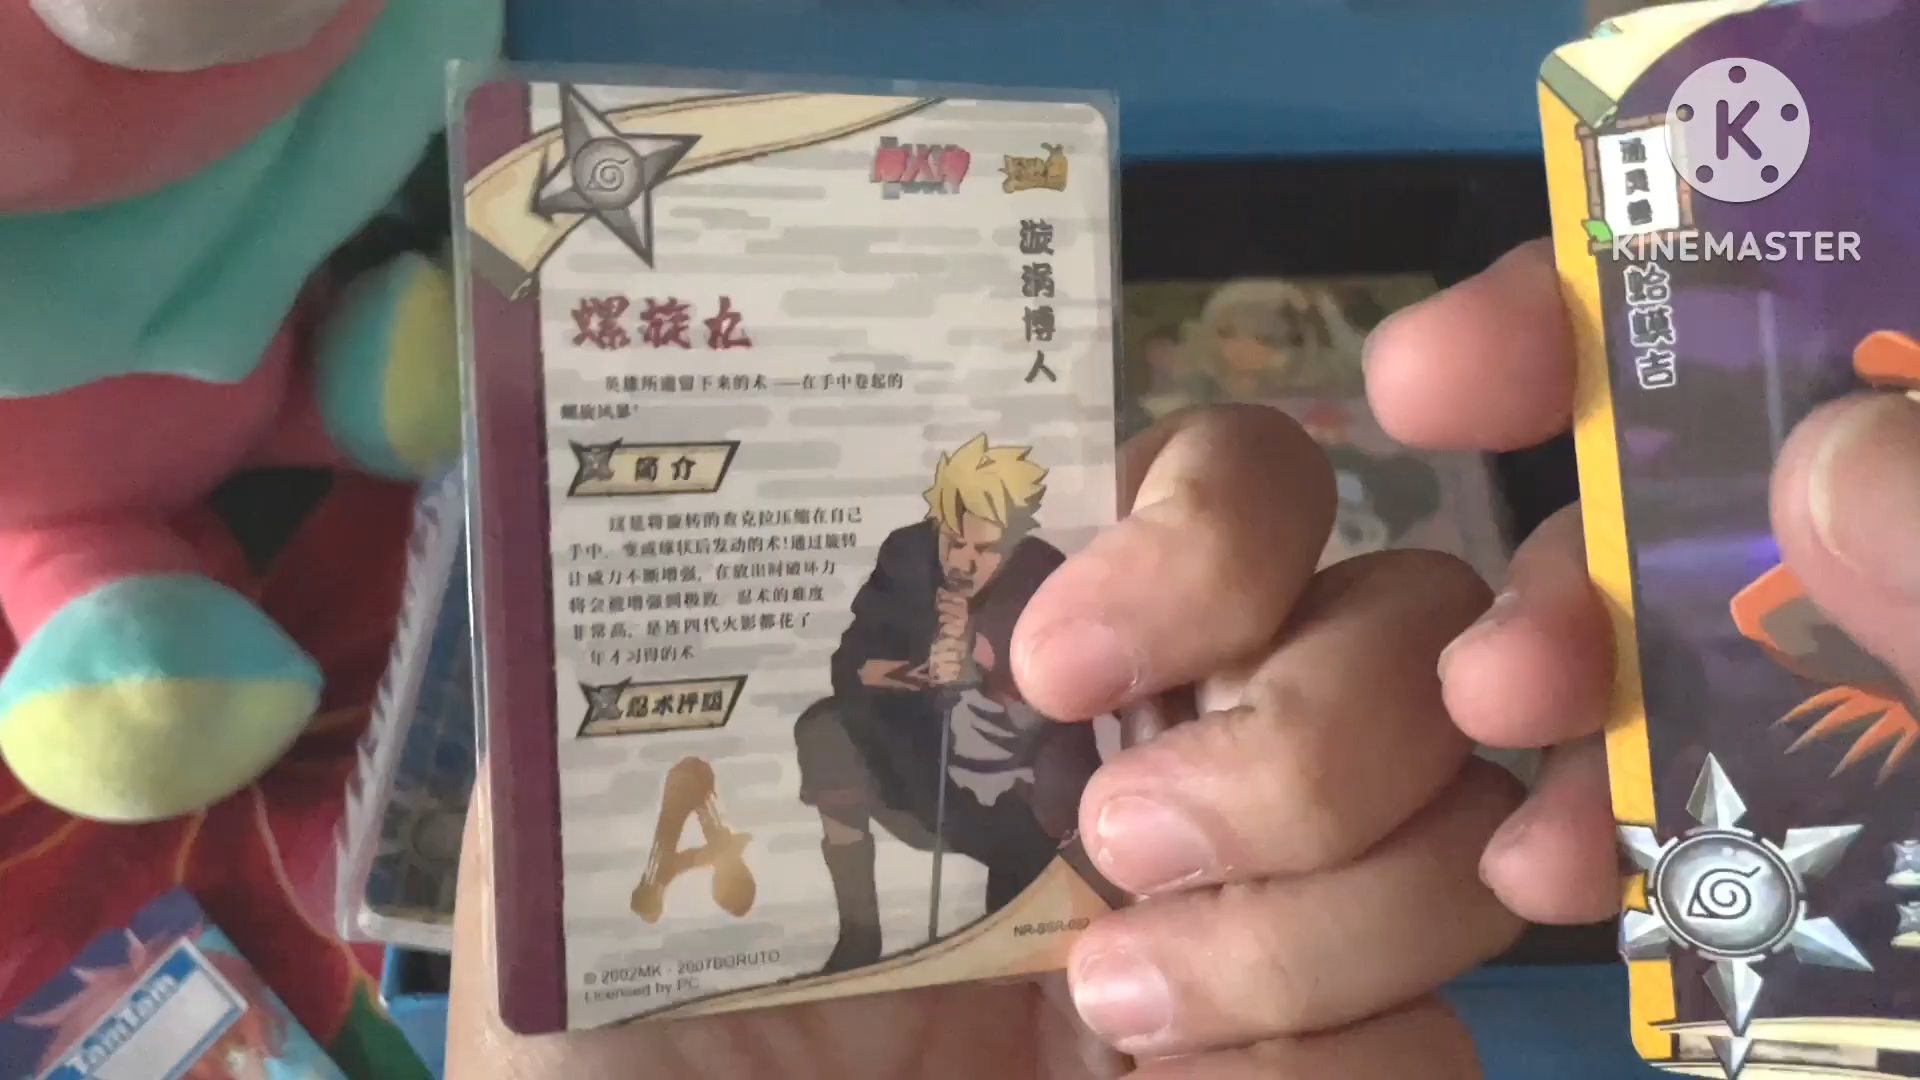 漩涡博人
螺旋丸
英雄所遗留下来的术——在手中卷起的
螺旋风暴!
简介
这是将旋转的查克拉压缩在自己
手中，变成球状后发动的术!通过旋转
让威力不断增强，在放出时破坏力
将会被增强到极致 忍术的难度
非常高，是连四代火影都花了
年才习得的术
忍术评级
A
© 2002MK · 2007BORUTO
Licensed by PC
KINEMASTER
K
蛤蟆吉
TomTom